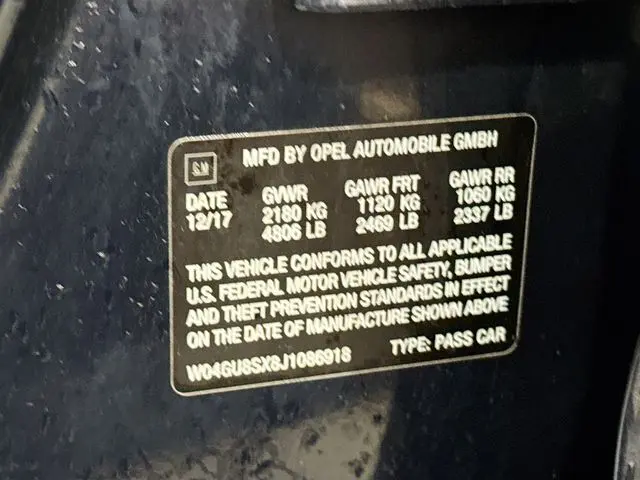 GM MFD BY OPEL AUTOMOBILE GMBH
DATE GVWR GAWR FRT GAWR RR
12/17 2180 KG 1120 KG 1060 KG
4806 LB 2469 LB 2337 LB
THIS VEHICLE CONFORMS TO ALL APPLICABLE
U.S. FEDERAL MOTOR VEHICLE SAFETY, BUMPER
AND THEFT PREVENTION STANDARDS IN EFFECT
ON THE DATE OF MANUFACTURE SHOWN ABOVE
W04GU8SX8J1086918 TYPE: PASS CAR